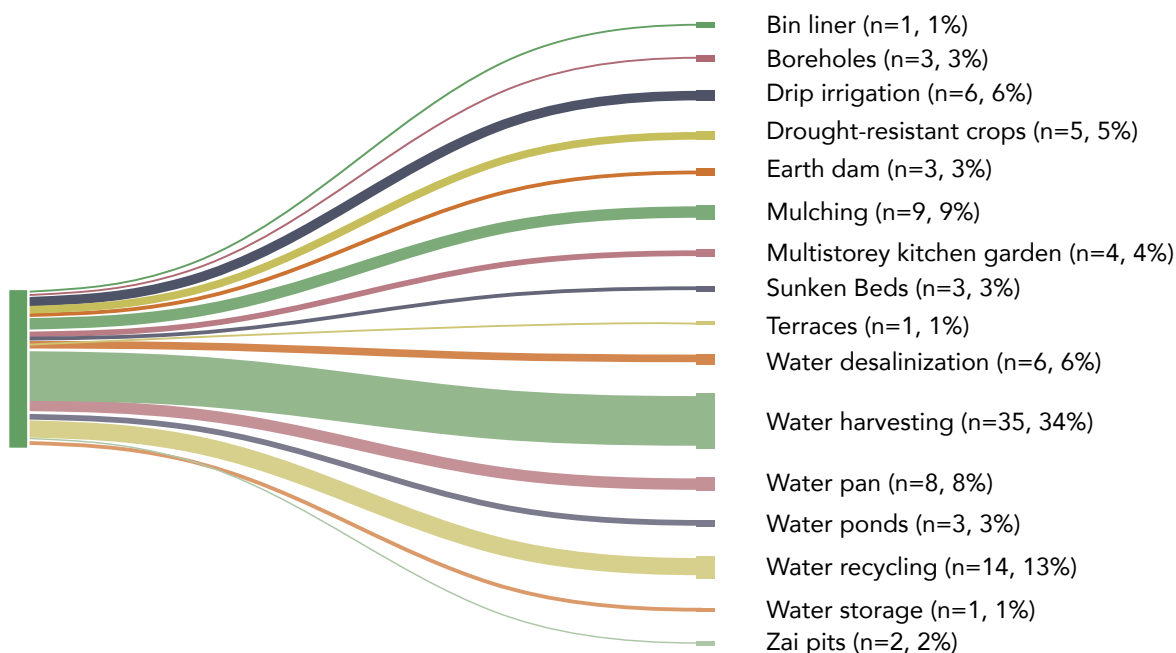 Bin liner (n=1, 1%)
Boreholes (n=3, 3%)
Drip irrigation (n=6, 6%)
Drought-resistant crops (n=5, 5%)
Earth dam (n=3, 3%)
Mulching (n=9, 9%)
Multistorey kitchen garden (n=4, 4%)
Sunken Beds (n=3, 3%)
Terraces (n=1, 1%)
Water desalinization (n=6, 6%)
Water harvesting (n=35, 34%)
Water pan (n=8, 8%)
Water ponds (n=3, 3%)
Water recycling (n=14, 13%)
Water storage (n=1, 1%)
Zai pits (n=2, 2%)